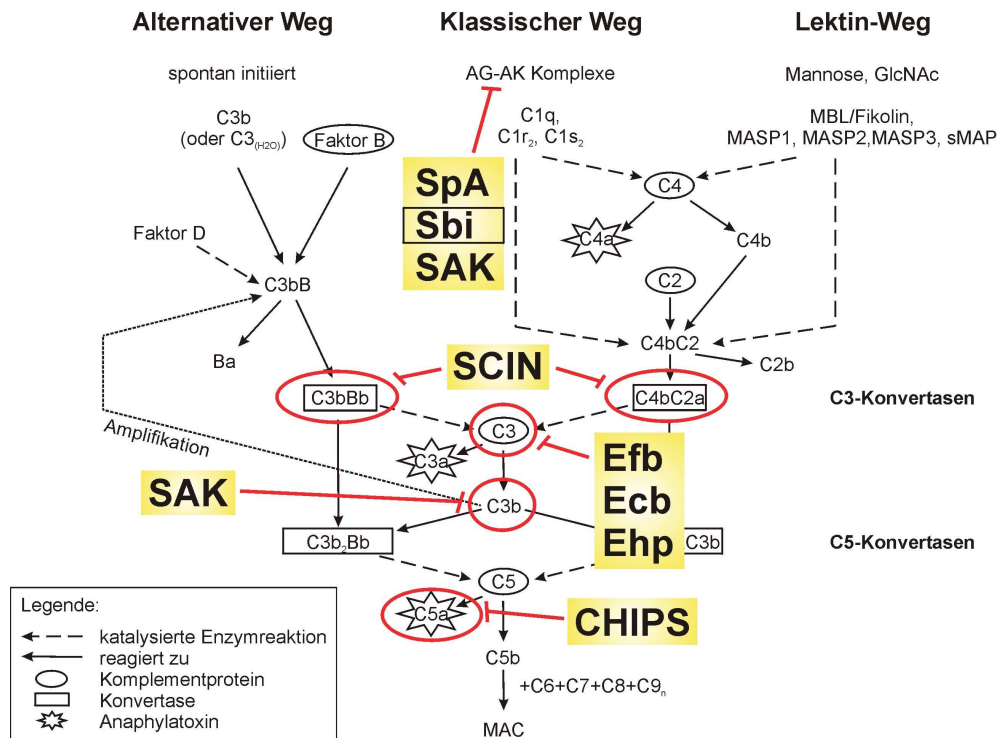 Alternativer Weg
Klassischer Weg
Lektin-Weg
spontan initiiert
AG-AK Komplexe
Mannose, GlcNAc
C3b
(oder C3(H2O))
Faktor B
C1q,
C1r2, C1s2
MBL/Fikolin,
MASP1, MASP2,MASP3, sMAP
SpA
Sbi
SAK
C4
C4a
C4b
Faktor D
C3bB
C2
Ba
C4bC2
C2b
SCIN
C3bBb
C4bC2a
C3-Konvertasen
Amplifikation
C3
C3a
Efb
Ecb
Ehp
SAK
C3b
C3b2Bb
C3b
C5-Konvertasen
C5
C5a
CHIPS
C5b
+C6+C7+C8+C9n
MAC
Legende:
katalysierte Enzymreaktion
reagiert zu
Komplementprotein
Konvertase
Anaphylatoxin